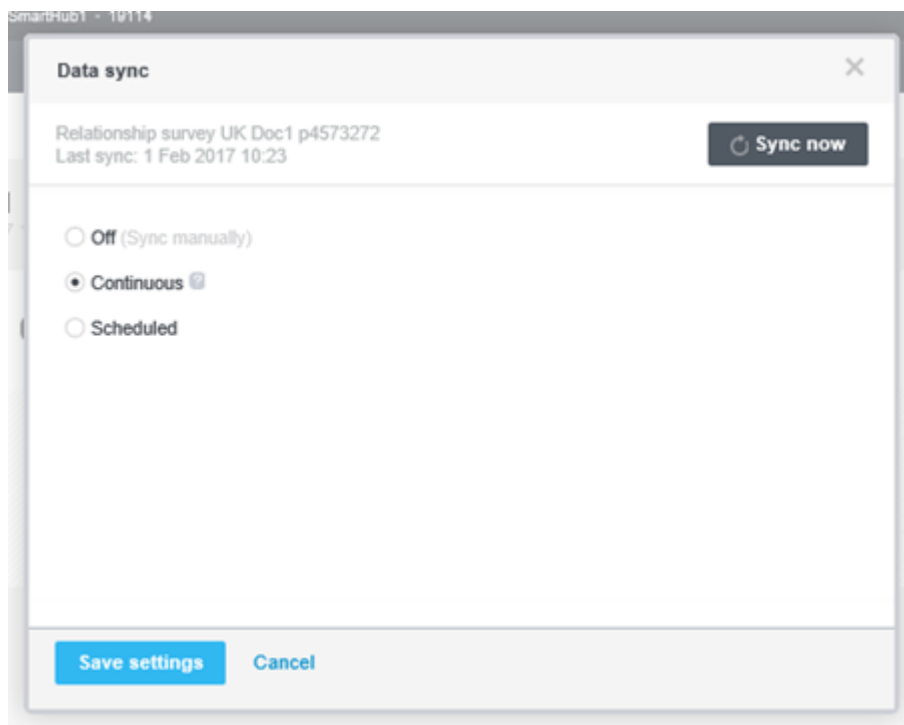 SmartHub1 - 19114
Data sync
Relationship survey UK Doc1 p4573272
Last sync: 1 Feb 2017 10:23
Sync now
Off (Sync manually)
Continuous ?
Scheduled
Save settings
Cancel